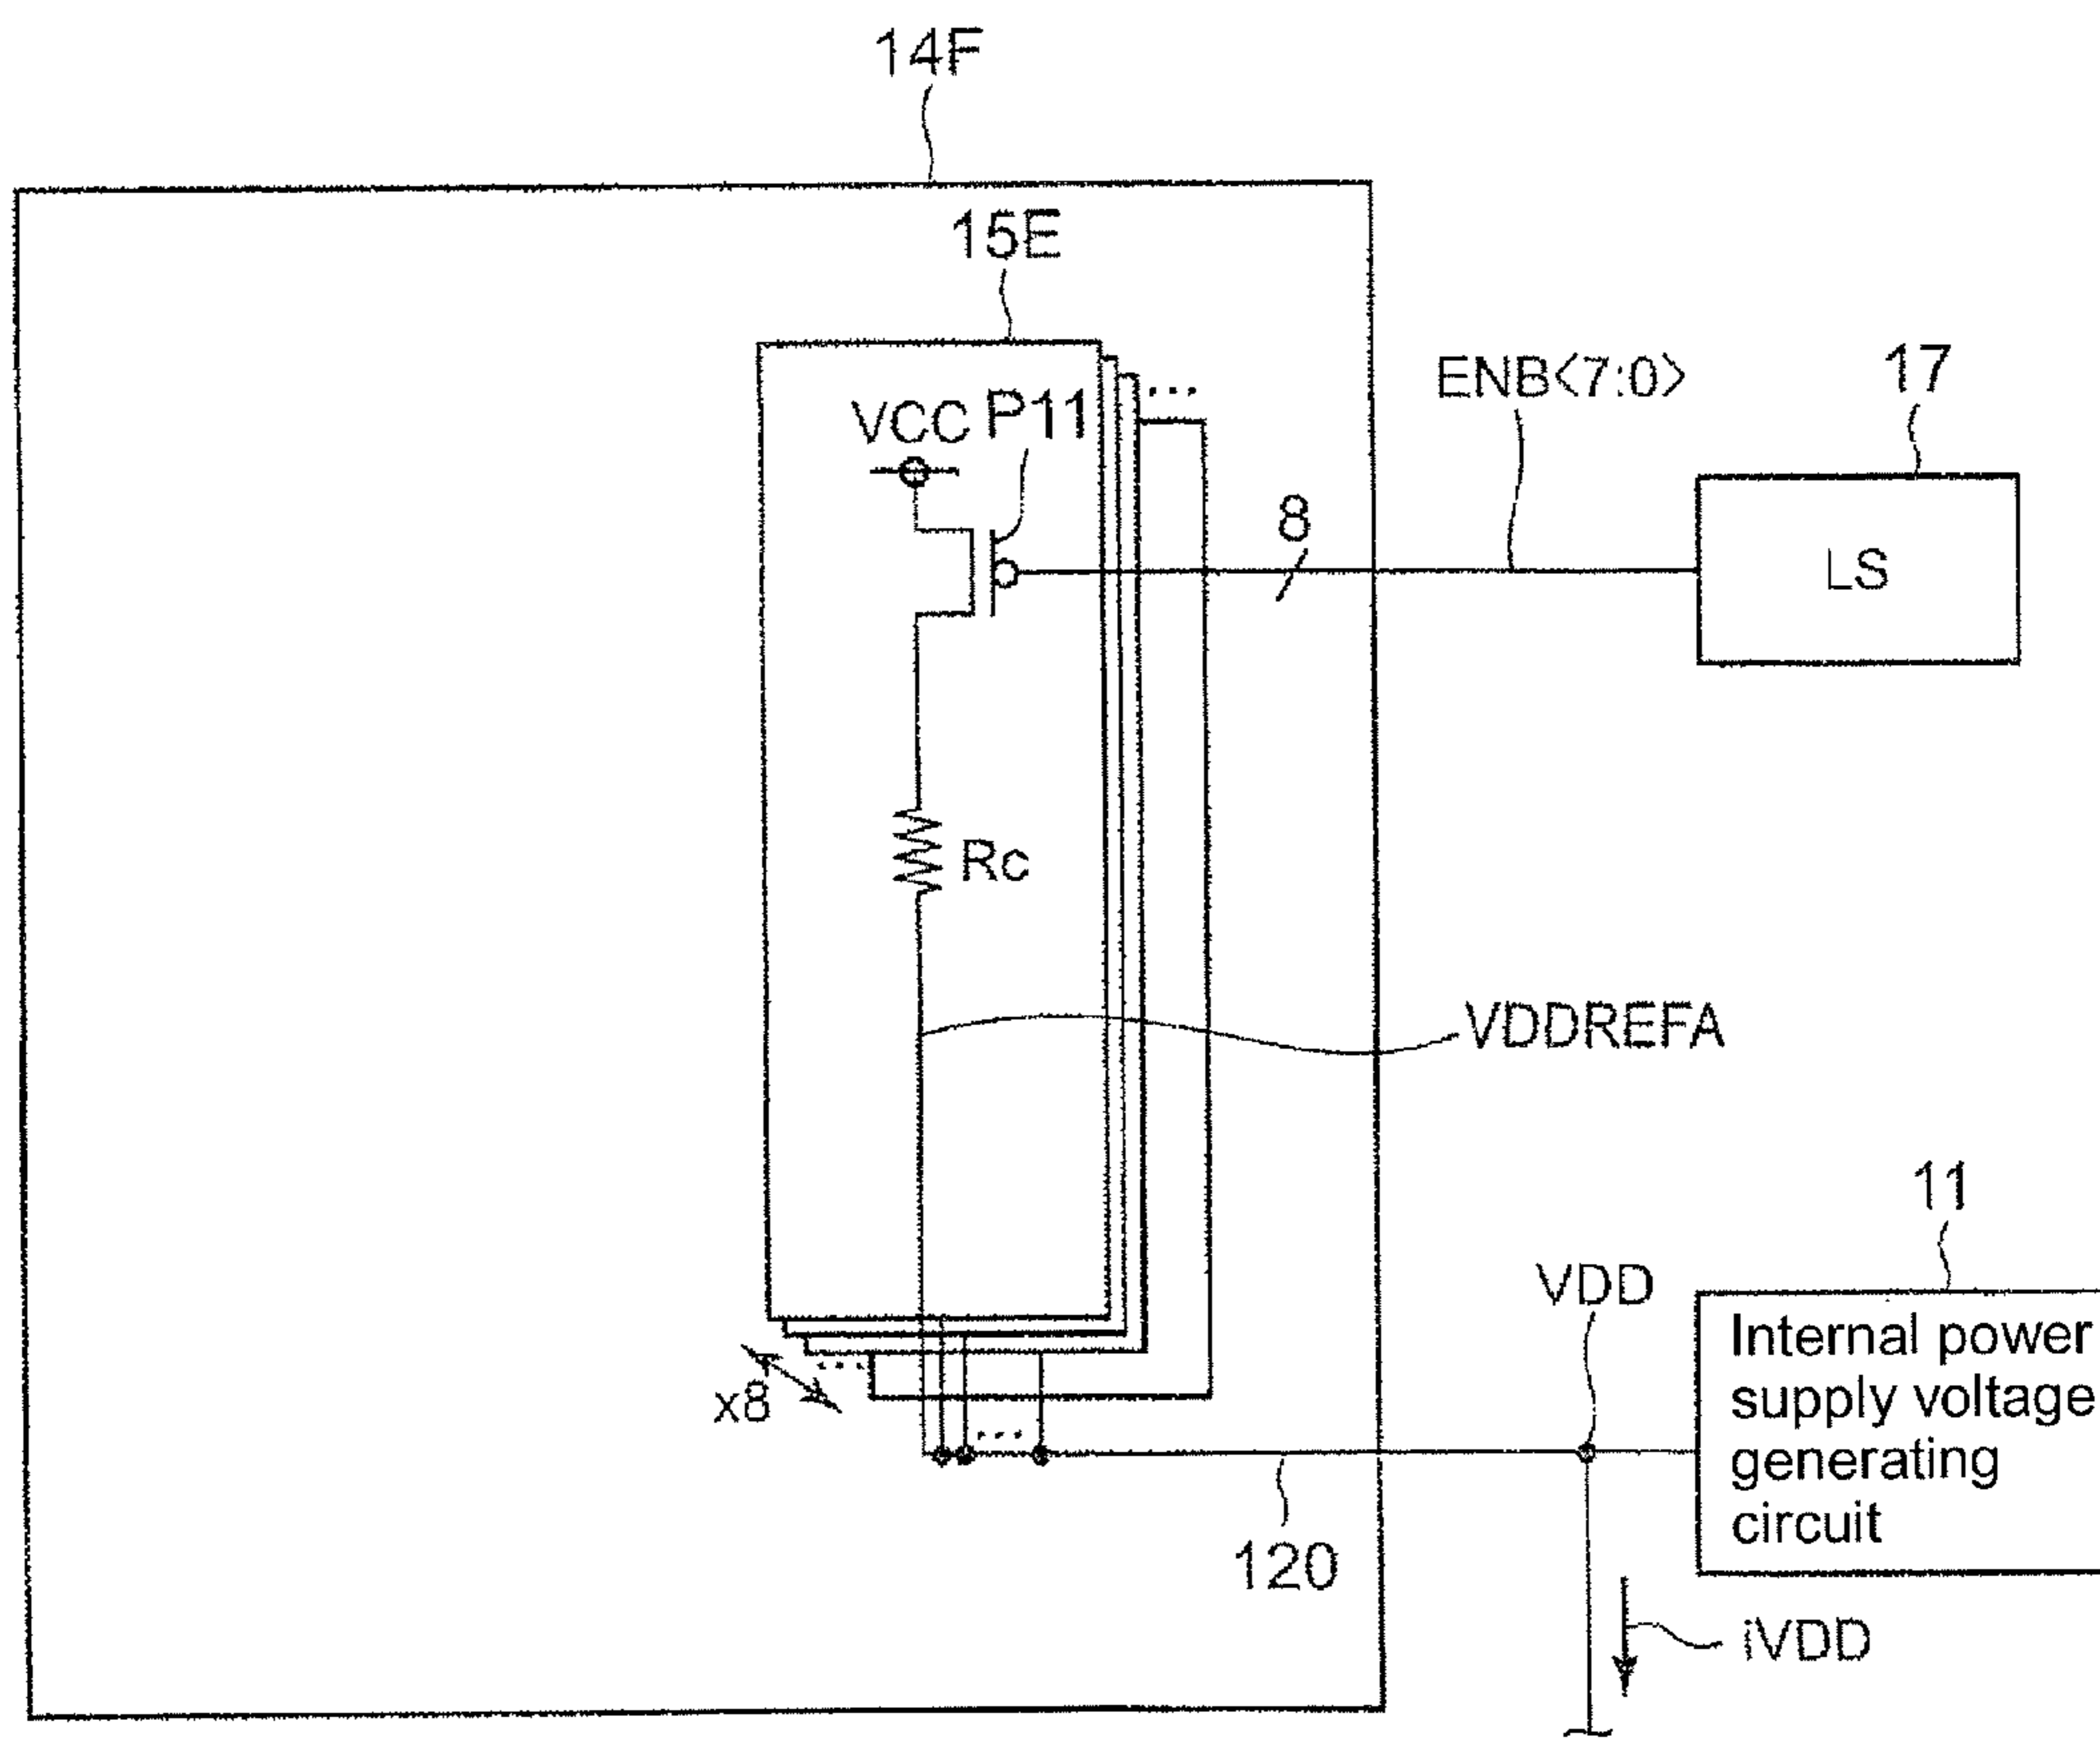 14F
15E
VCC P11
...
ENB<7:0>
17
8
LS
Rc
VDDREFA
11
VDD
Internal power
supply voltage
generating
circuit
...
x8
...
120
iVDD